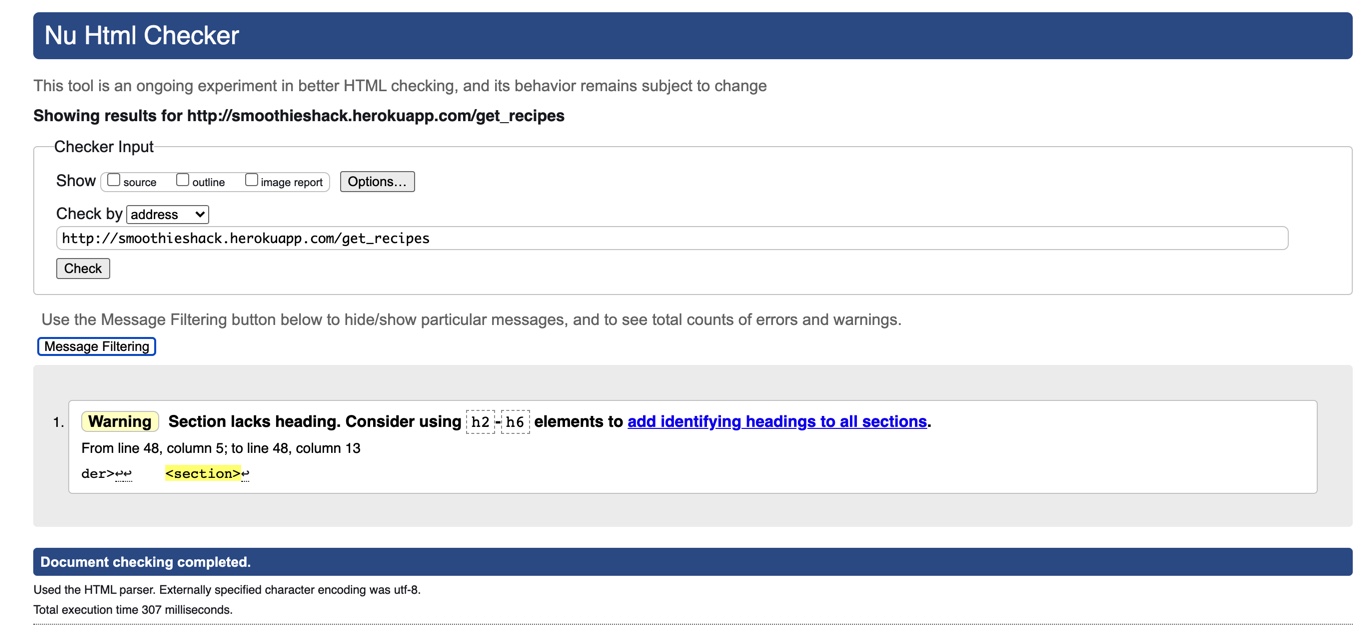 Nu Html Checker
This tool is an ongoing experiment in better HTML checking, and its behavior remains subject to change
Showing results for http://smoothieshack.herokuapp.com/get_recipes
Checker Input
Show source outline image report Options...
Check by address
http://smoothieshack.herokuapp.com/get_recipes
Check
Use the Message Filtering button below to hide/show particular messages, and to see total counts of errors and warnings.
Message Filtering
1. Warning Section lacks heading. Consider using h2-h6 elements to add identifying headings to all sections.
From line 48, column 5; to line 48, column 13
der>↩↩ <section>↩
Document checking completed.
Used the HTML parser. Externally specified character encoding was utf-8.
Total execution time 307 milliseconds.